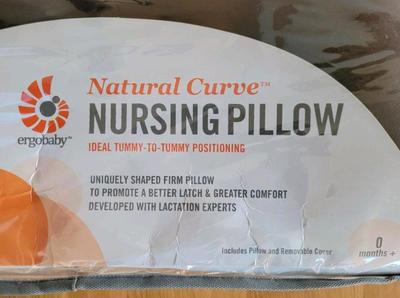 Natural Curve™
ergobaby™
NURSING PILLOW
IDEAL TUMMY-TO-TUMMY POSITIONING
UNIQUELY SHAPED FIRM PILLOW
TO PROMOTE A BETTER LATCH & GREATER COMFORT
DEVELOPED WITH LACTATION EXPERTS
Includes Pillow and Removable Cover
0
months +